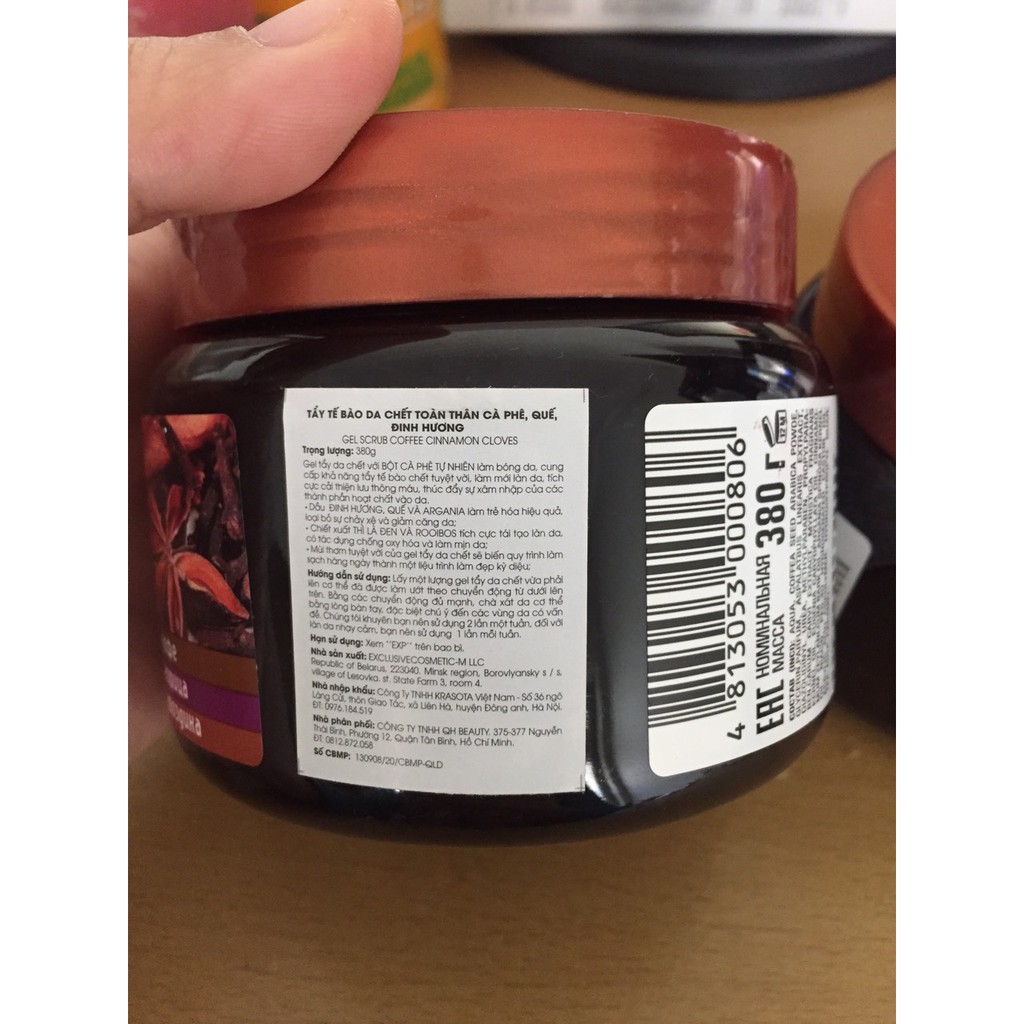 TẨY TẾ BÀO DA CHẾT TOÀN THÂN CÀ PHÊ, QUẾ,
ĐINH HƯƠNG
GEL SCRUB COFFEE CINNAMON CLOVES
Trọng lượng: 380g
Gel tẩy da chết với BỘT CÀ PHÊ TỰ NHIÊN làm bóng da, cung
cấp khả năng tẩy tế bào chết tuyệt vời, làm mới làn da, tích
cực cải thiện lưu thông máu, thúc đẩy sự xâm nhập của các
thành phần hoạt chất vào da.
• Dầu ĐINH HƯƠNG, QUẾ VÀ ARGANIA làm trẻ hóa hiệu quả,
loại bỏ sự chảy xệ và giảm căng da;
• Chiết xuất THÌ LÀ ĐEN VÀ ROOIBOS tích cực tái tạo làn da,
có tác dụng chống oxy hóa và làm mịn da;
• Mùi thơm tuyệt vời của gel tẩy da chết sẽ biến quy trình làm
sạch hàng ngày thành một liệu trình làm đẹp kỳ diệu;
Hướng dẫn sử dụng: Lấy một lượng gel tẩy da chết vừa phải
lên cơ thể đã được làm ướt theo chuyển động từ dưới lên
trên. Bằng các chuyển động đủ mạnh, chà xát da cơ thể
bằng lòng bàn tay, đặc biệt chú ý đến các vùng da có vấn
đề. Chúng tôi khuyên bạn nên sử dụng 2 lần một tuần, đối với
làn da nhạy cảm, bạn nên sử dụng 1 lần mỗi tuần.
Hạn sử dụng: Xem "EXP" trên bao bì.
Nhà sản xuất: EXCLUSIVECOSMETIC-M LLC
Republic of Belarus, 223040, Minsk region, Borovlyansky s / s,
village of Lesovka, st. State Farm 3, room 4.
Nhà nhập khẩu: Công ty TNHH KRASOTA Việt Nam - Số 36 ngõ
Láng Cả, thôn Giao Tác, xã Liên Hà, huyện Đông anh, Hà Nội.
ĐT: 0976.184.519
Nhà phân phối: CÔNG TY TNHH QH BEAUTY. 375-377 Nguyễn
Thái Bình, Phường 12, Quận Tân Bình, Hồ Chí Minh.
ĐT: 0812.872.058
Số CBMP: 130908/20/CBMP-QLD
4 813053 000806
EAC НОМИНАЛЬНАЯ МАССА 380 г
12 M
СОСТАВ (INCI): AQUA, COFFEA SEED ARABICA POWDE